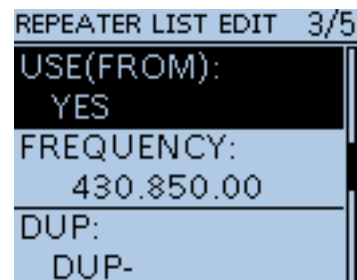 REPEATER LIST EDIT 3/5
USE(FROM):
YES
FREQUENCY:
430.850.00
DUP:
DUP-